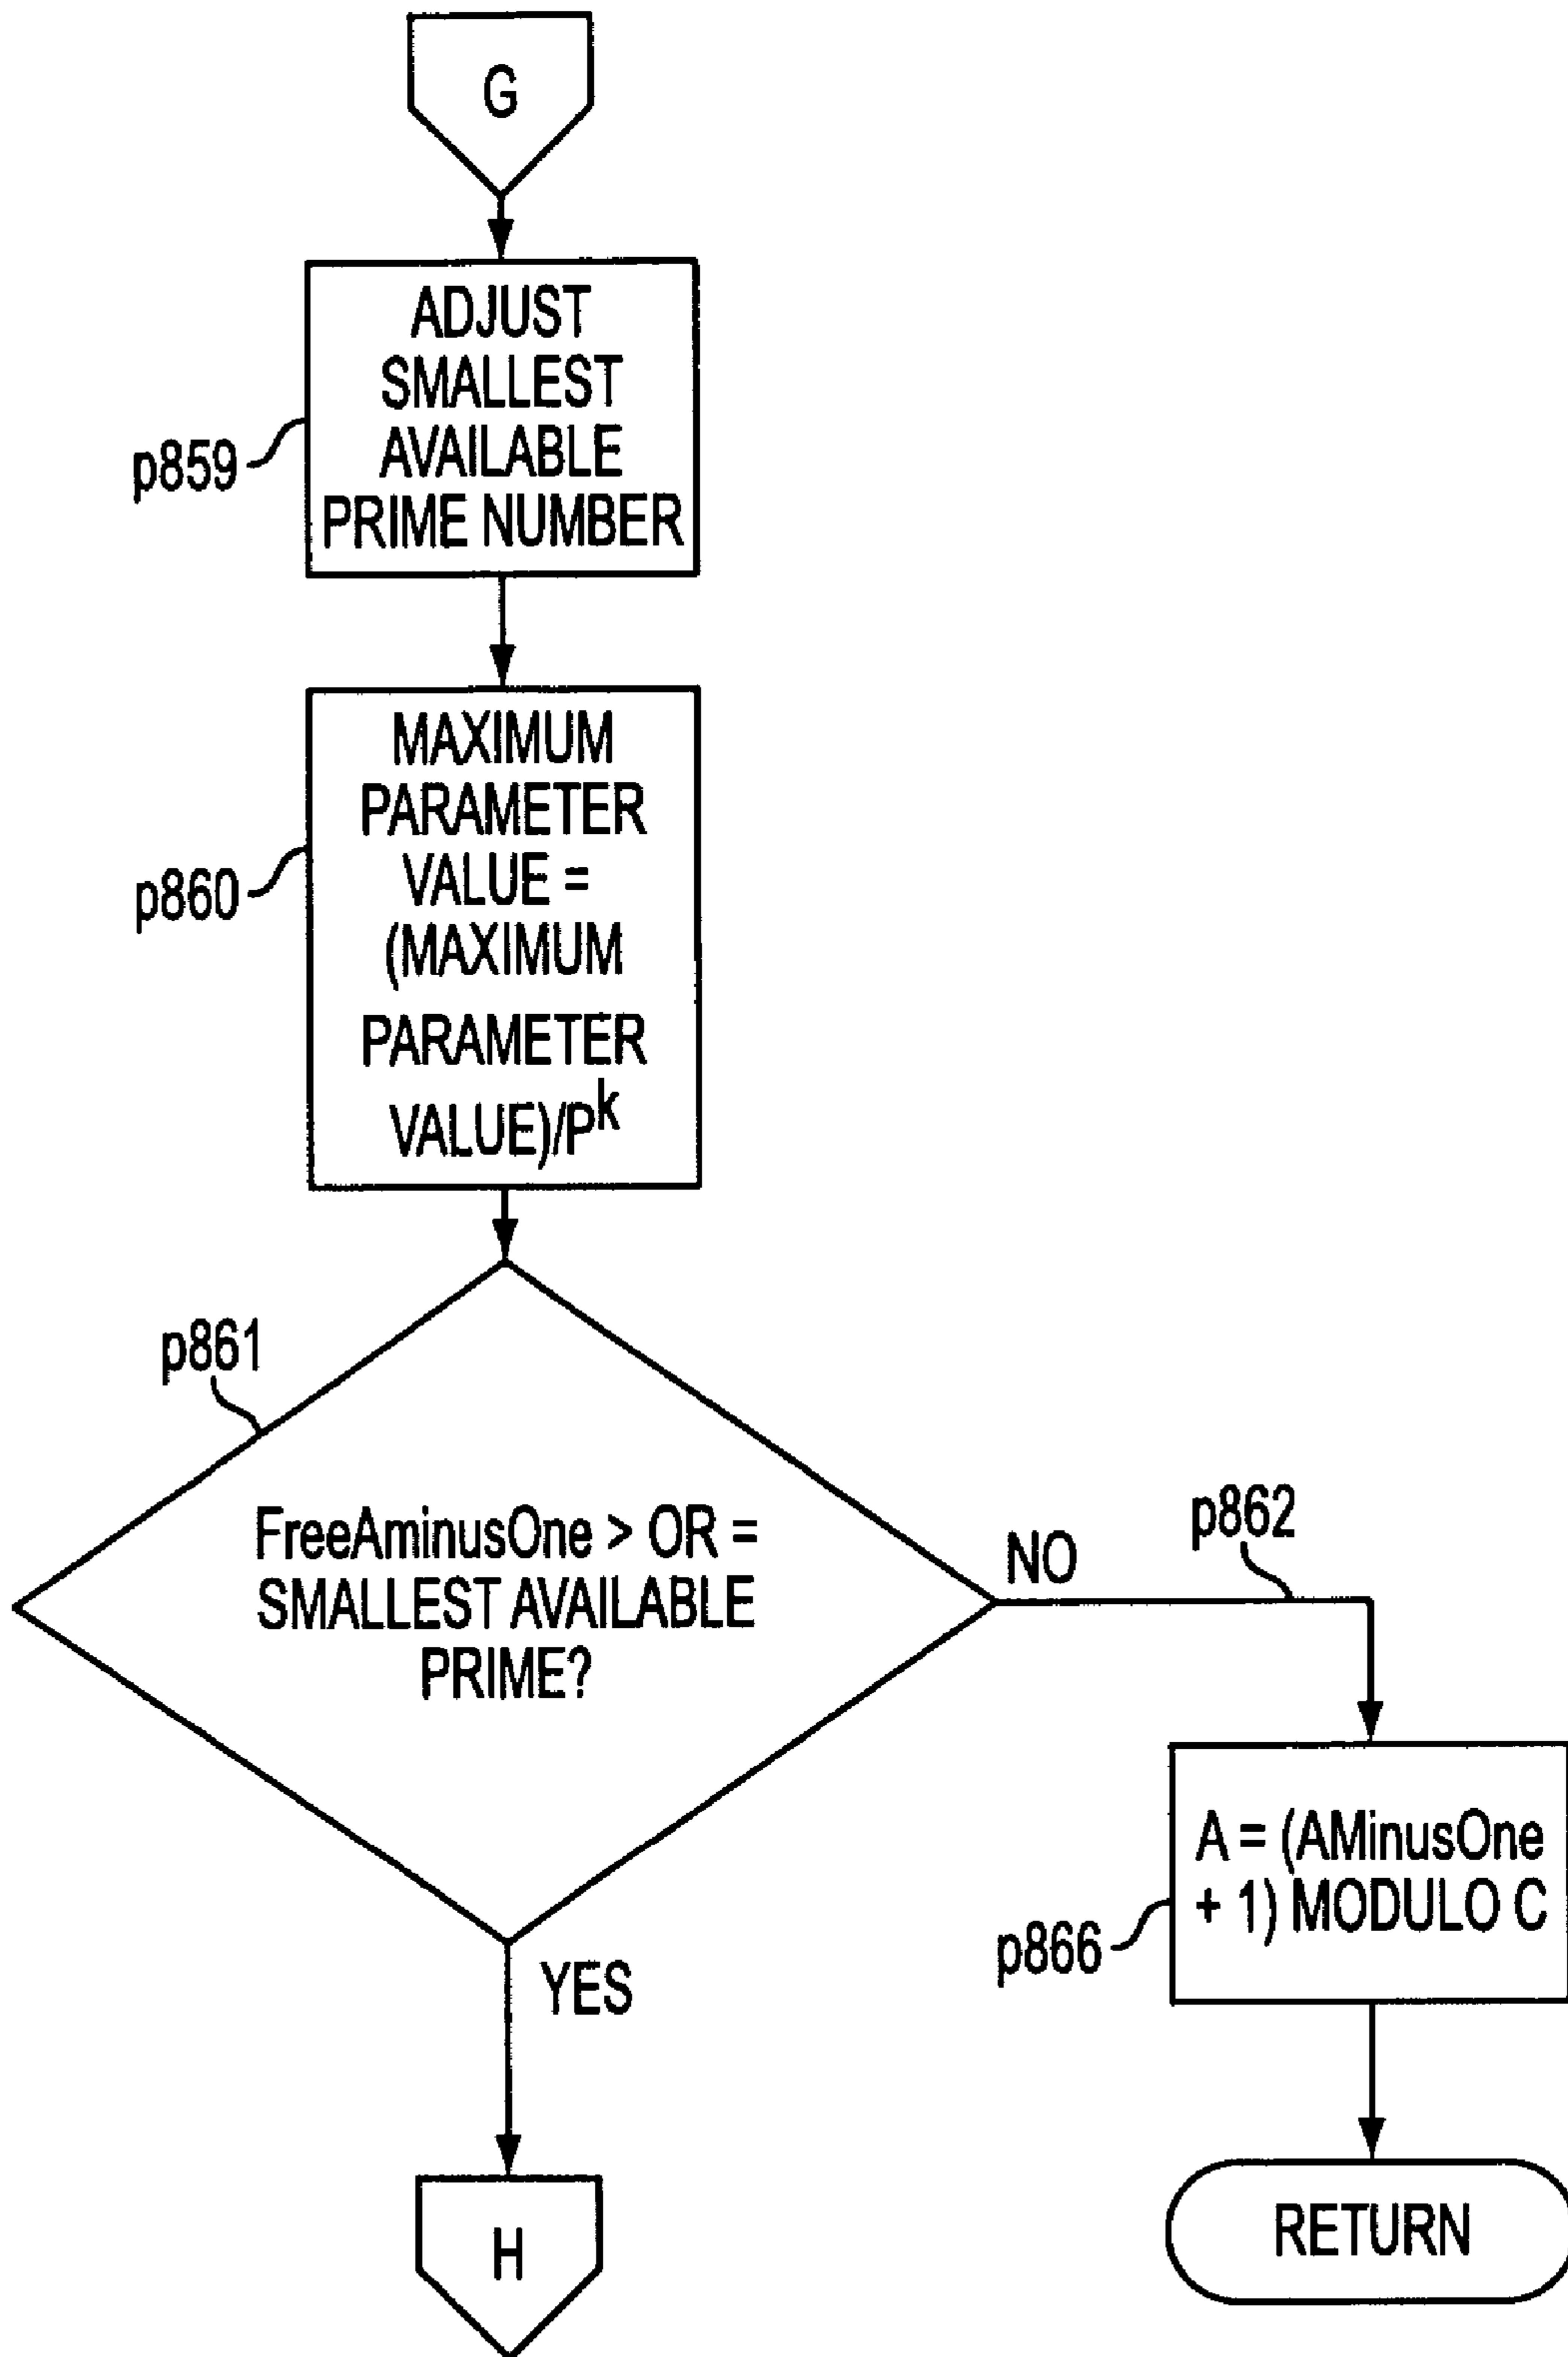 G
ADJUST
SMALLEST
AVAILABLE
PRIME NUMBER
p859
MAXIMUM
PARAMETER
VALUE =
(MAXIMUM
PARAMETER
VALUE)/P^k
p860
p861
FreeAminusOne > OR =
SMALLEST AVAILABLE
PRIME?
NO
p862
YES
A = (AMinusOne
+ 1) MODULO C
p866
H
RETURN